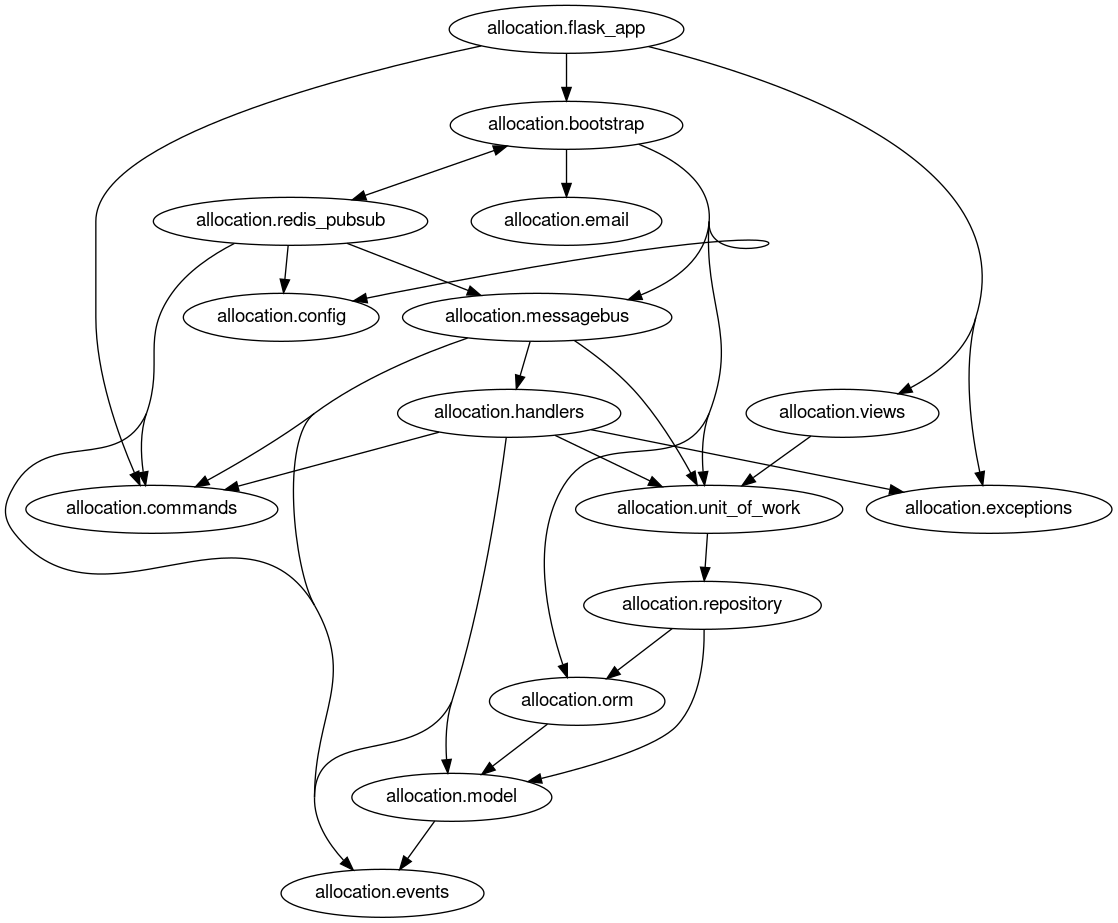 allocation.flask_app
allocation.bootstrap
allocation.redis_pubsub
allocation.email
allocation.config
allocation.messagebus
allocation.handlers
allocation.views
allocation.commands
allocation.unit_of_work
allocation.exceptions
allocation.repository
allocation.orm
allocation.model
allocation.events